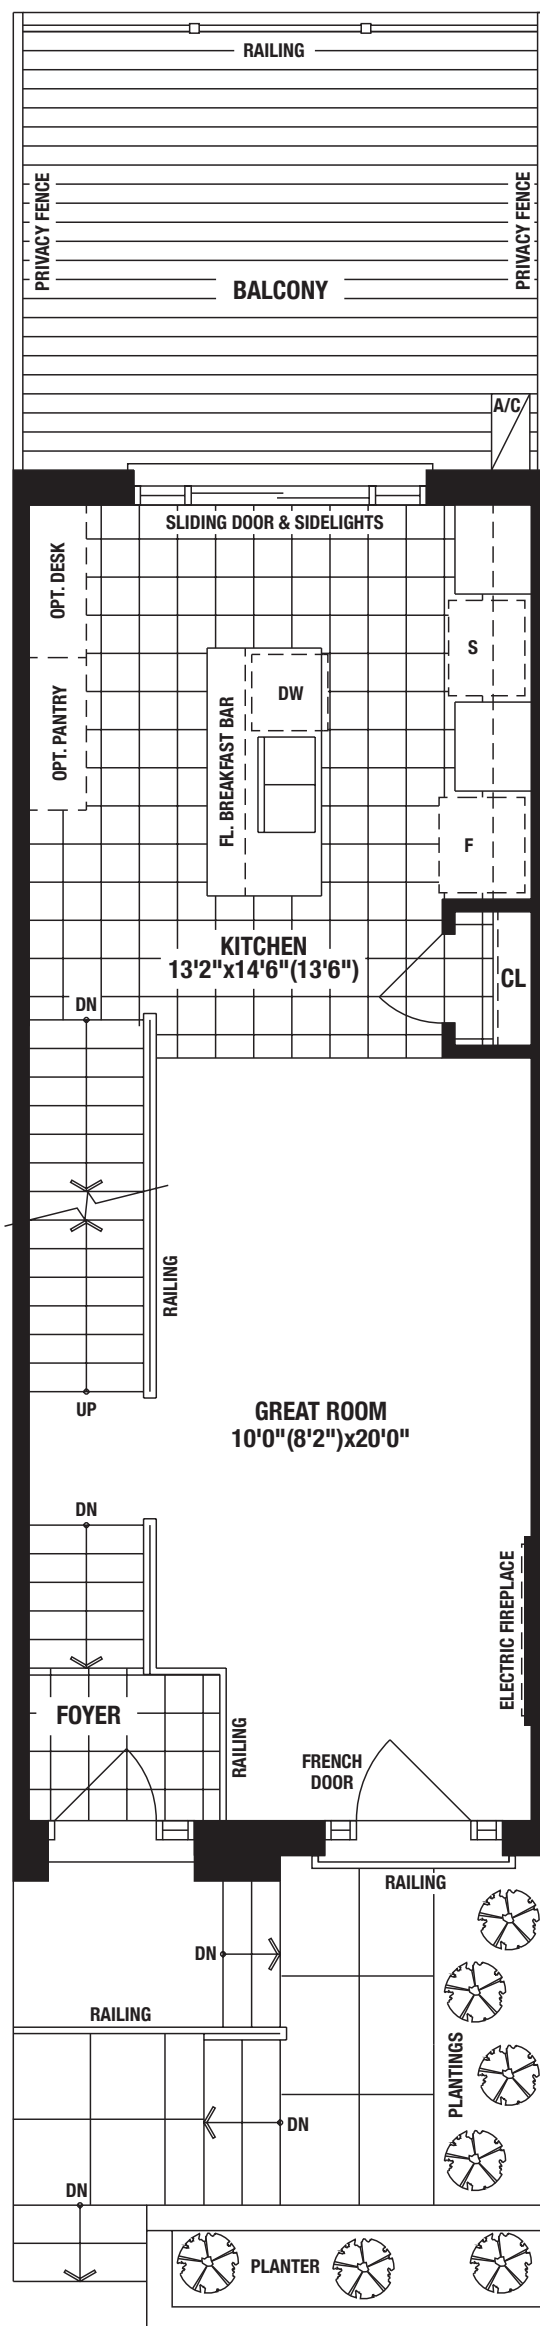 RAILING
PRIVACY FENCE
PRIVACY FENCE
BALCONY
A/C
SLIDING DOOR & SIDELIGHTS
OPT. DESK
S
DW
OPT. PANTRY
FL. BREAKFAST BAR
F
KITCHEN
13'2"x14'6"(13'6")
CL
DN
RAILING
UP
GREAT ROOM
10'0"(8'2")x20'0"
DN
ELECTRIC FIREPLACE
FOYER
RAILING
FRENCH
DOOR
RAILING
DN
RAILING
PLANTINGS
DN
DN
PLANTER